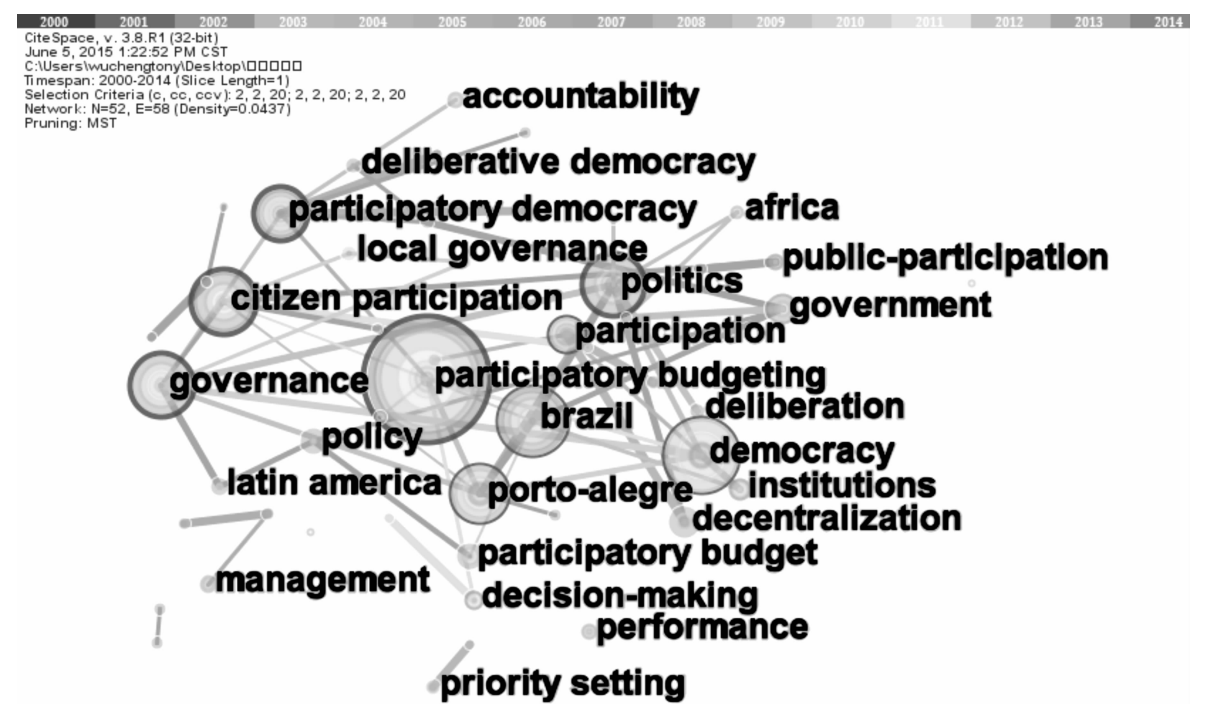 2000 2001 2002 2003 2004 2005 2006 2007 2008 2009 2010 2011 2012 2013 2014
CiteSpace, v. 3.8.R1 (32-bit)
June 5, 2015 1:22:52 PM CST
C:\Users\wuchengtony\Desktop\□□□□□
Timespan: 2000-2014 (Slice Length=1)
Selection Criteria (c, cc, ccv): 2, 2, 20; 2, 2, 20; 2, 2, 20
Network: N=52, E=58 (Density=0.0437)
Pruning: MST
accountability
deliberative democracy
participatory democracy
africa
local governance
public-participation
politics
citizen participation
government
participation
governance
participatory budgeting
deliberation
brazil
policy
democracy
latin america
institutions
porto-alegre
decentralization
participatory budget
management
decision-making
performance
priority setting